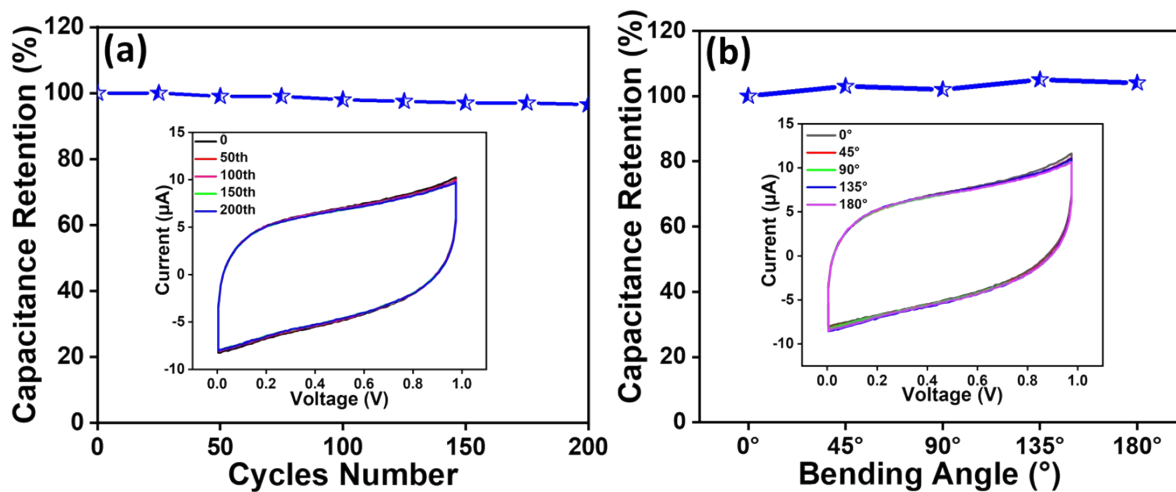 (a)
Capacitance Retention (%)
120
100
80
60
40
20
0
0 50 100 150 200
Cycles Number
0
50th
100th
150th
200th
Current (µA)
15
10
5
0
-5
-10
0.0 0.2 0.4 0.6 0.8 1.0
Voltage (V)
(b)
Capacitance Retention (%)
120
100
80
60
40
20
0
0° 45° 90° 135° 180°
Bending Angle (°)
0°
45°
90°
135°
180°
Current (µA)
15
10
5
0
-5
-10
0.0 0.2 0.4 0.6 0.8 1.0
Voltage (V)